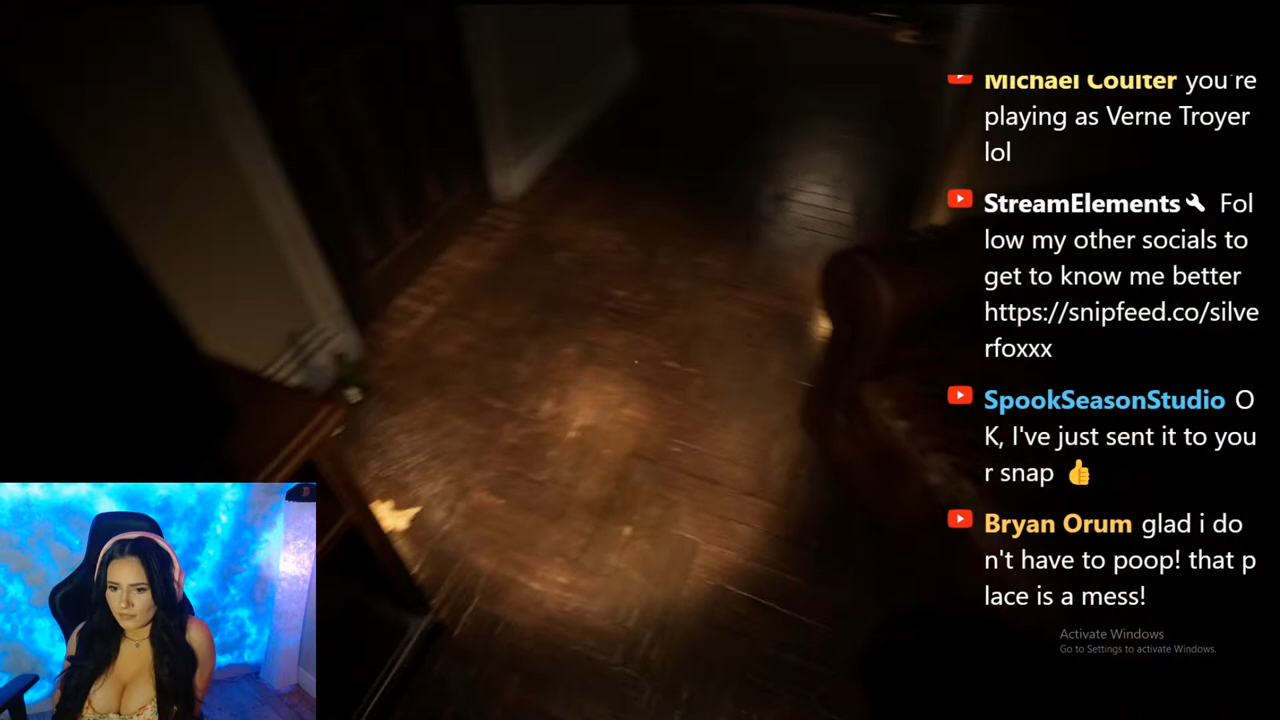 Michael Coulter you're
playing as Verne Troyer
lol
StreamElements Fol
low my other socials to
get to know me better
https://snipfeed.co/silve
rfoxxx
SpookSeasonStudio O
K, I've just sent it to you
r snap 👍
Bryan Orum glad i do
n't have to poop! that p
lace is a mess!
Activate Windows
Go to Settings to activate Windows.